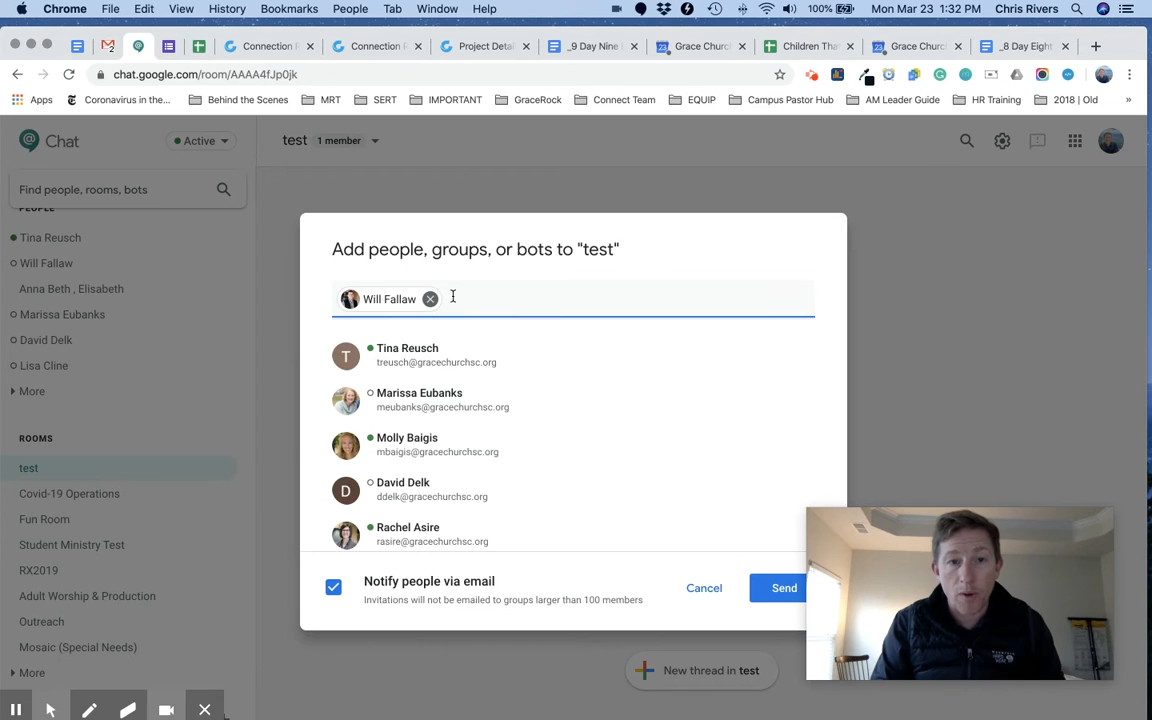 Chrome File Edit View History Bookmarks People Tab Window Help 100% Mon Mar 23 1:32 PM Chris Rivers
2 Connection R Connection R Project Detai _9 Day Nine 23 Grace Churc Children Tha 23 Grace Churc _8 Day Eight
chat.google.com/room/AAAA4fJp0jk
Apps Coronavirus in the... Behind the Scenes MRT SERT IMPORTANT GraceRock Connect Team EQUIP Campus Pastor Hub AM Leader Guide HR Training 2018 | Old »
Chat Active test 1 member
Find people, rooms, bots
PEOPLE
Tina Reusch
Will Fallaw
Anna Beth , Elisabeth
Marissa Eubanks
David Delk
Lisa Cline
More
ROOMS
test
Covid-19 Operations
Fun Room
Student Ministry Test
RX2019
Adult Worship & Production
Outreach
Mosaic (Special Needs)
More
Add people, groups, or bots to "test"
Will Fallaw
T Tina Reusch
treusch@gracechurchsc.org
Marissa Eubanks
meubanks@gracechurchsc.org
Molly Baigis
mbaigis@gracechurchsc.org
D David Delk
ddelk@gracechurchsc.org
Rachel Asire
rasire@gracechurchsc.org
Notify people via email
Invitations will not be emailed to groups larger than 100 members
Cancel Send
New thread in test